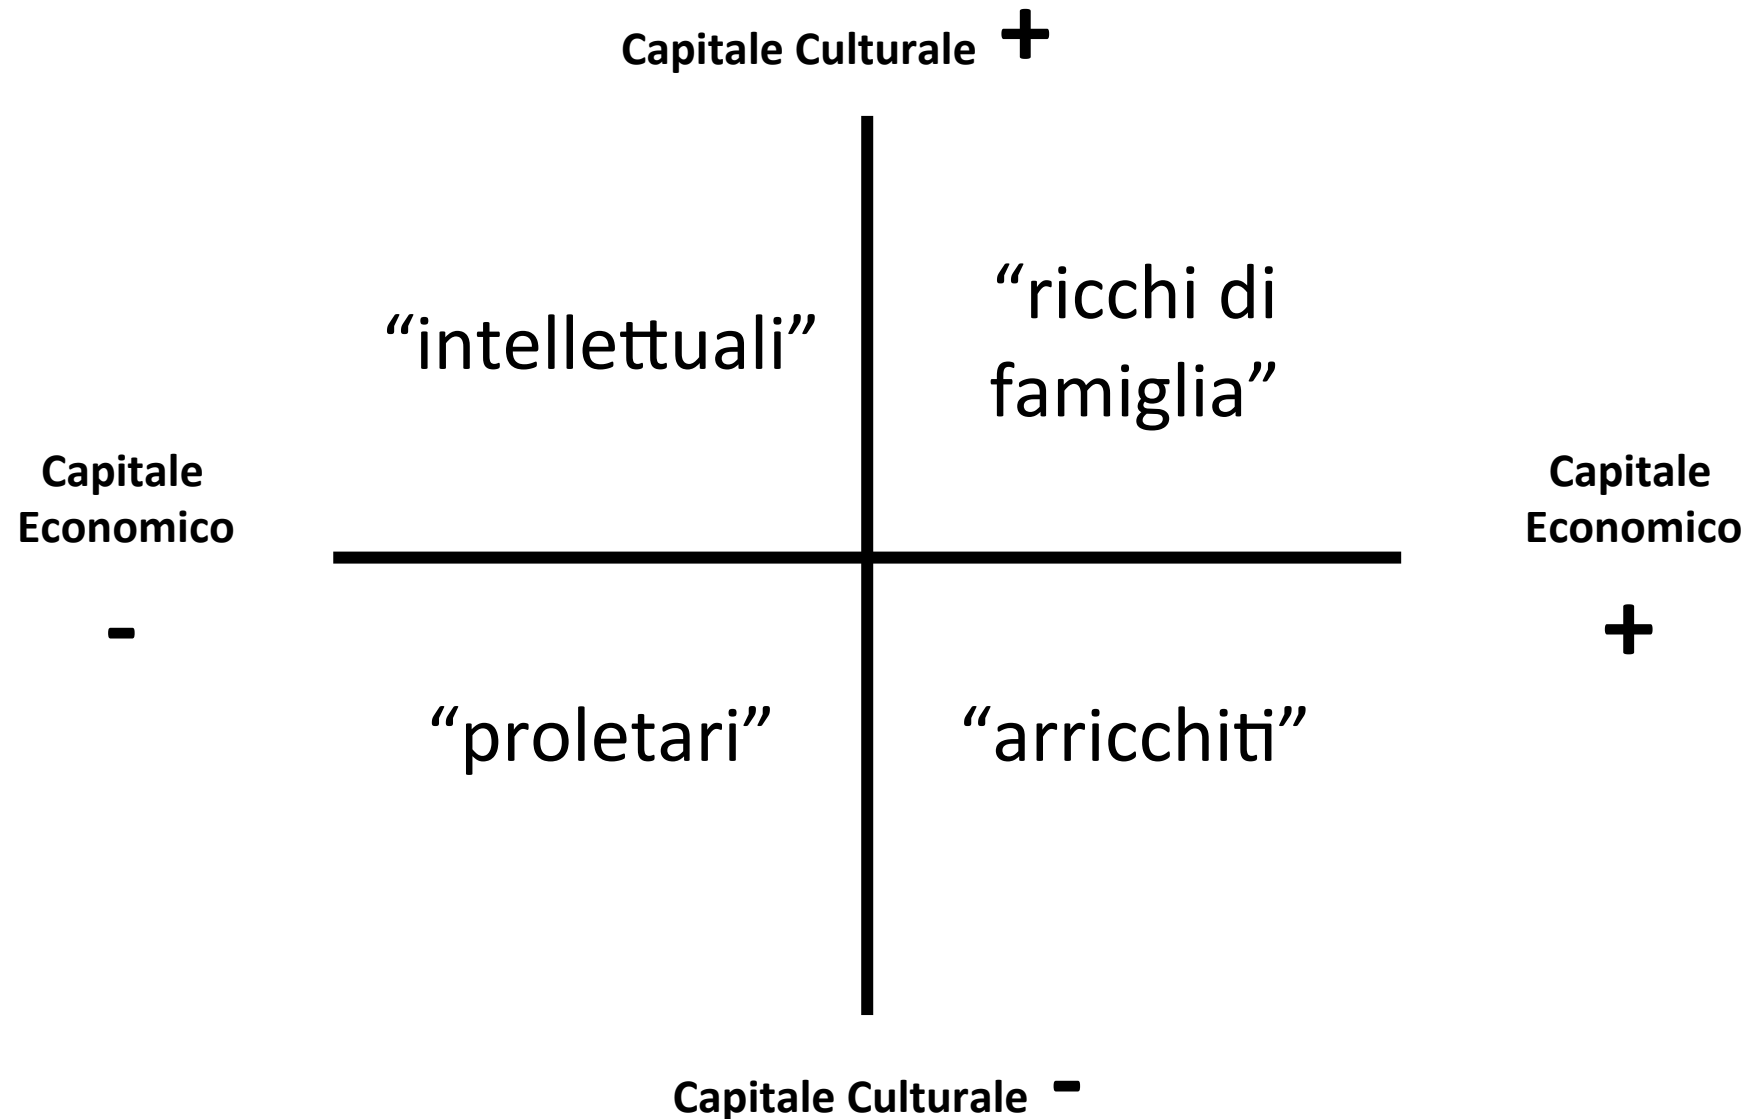 Capitale Culturale +
“intellettuali”
“ricchi di
famiglia”
Capitale
Economico
-
Capitale
Economico
+
“proletari”
“arricchiti”
Capitale Culturale -